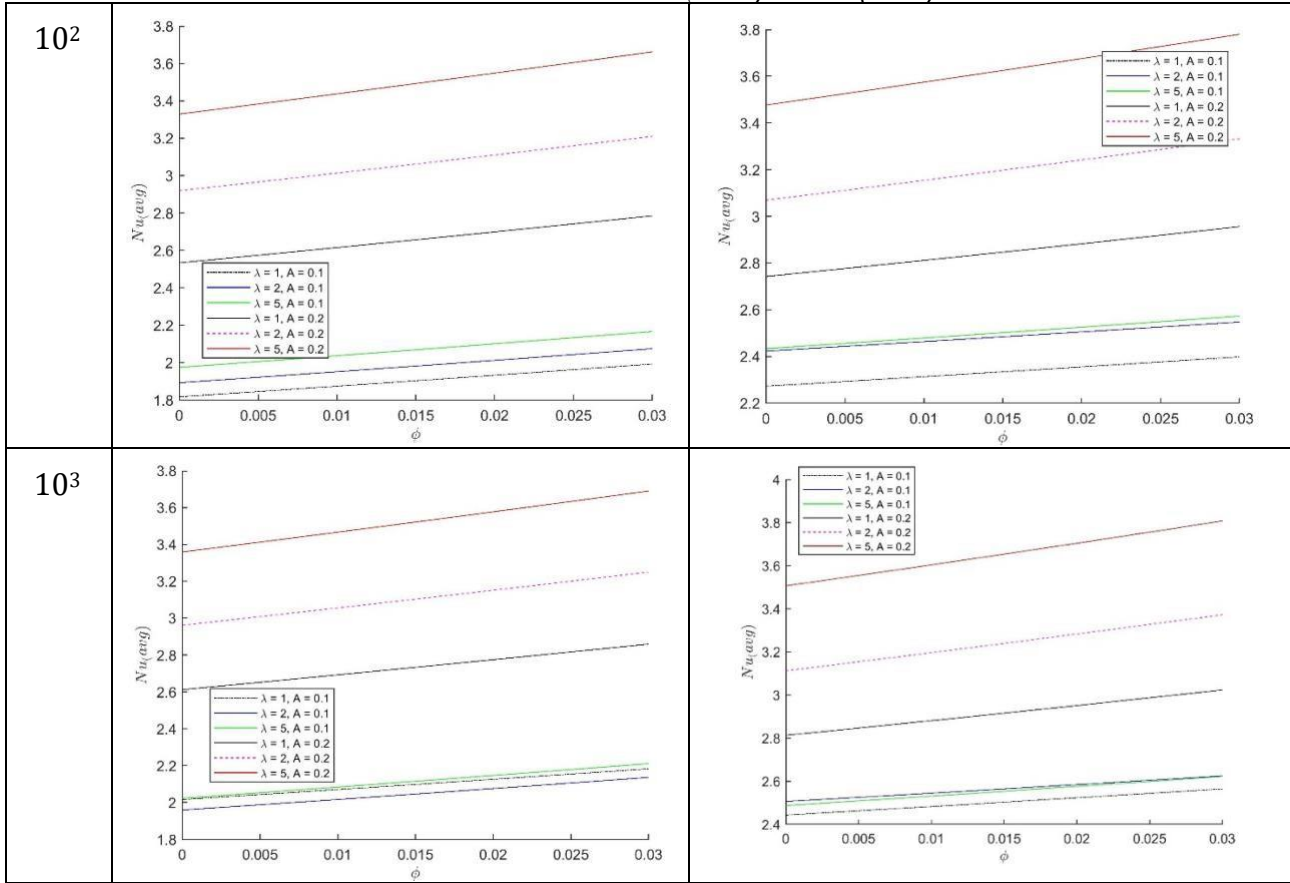 10²
3.8
3.6
3.4
3.2
3
2.8
2.6
2.4
2.2
2
1.8
Nu(avg)
λ = 1, A = 0.1
λ = 2, A = 0.1
λ = 5, A = 0.1
λ = 1, A = 0.2
λ = 2, A = 0.2
λ = 5, A = 0.2
0 0.005 0.01 0.015 0.02 0.025 0.03
ϕ
3.8
3.6
3.4
3.2
3
2.8
2.6
2.4
2.2
Nu(avg)
λ = 1, A = 0.1
λ = 2, A = 0.1
λ = 5, A = 0.1
λ = 1, A = 0.2
λ = 2, A = 0.2
λ = 5, A = 0.2
0 0.005 0.01 0.015 0.02 0.025 0.03
ϕ
10³
3.8
3.6
3.4
3.2
3
2.8
2.6
2.4
2.2
2
1.8
Nu(avg)
λ = 1, A = 0.1
λ = 2, A = 0.1
λ = 5, A = 0.1
λ = 1, A = 0.2
λ = 2, A = 0.2
λ = 5, A = 0.2
0 0.005 0.01 0.015 0.02 0.025 0.03
ϕ
4
3.8
3.6
3.4
3.2
3
2.8
2.6
2.4
Nu(avg)
λ = 1, A = 0.1
λ = 2, A = 0.1
λ = 5, A = 0.1
λ = 1, A = 0.2
λ = 2, A = 0.2
λ = 5, A = 0.2
0 0.005 0.01 0.015 0.02 0.025 0.03
ϕ